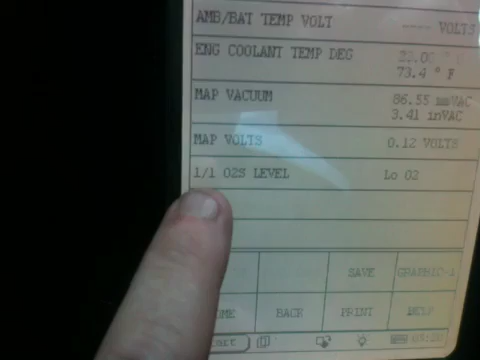 AMB/BAT TEMP VOLT ---- VOLTS
ENG COOLANT TEMP DEG
73.4 ° F
MAP VACUUM 86.55 mmVAC
3.41 inVAC
MAP VOLTS 0.12 VOLTS
1/1 O2S LEVEL Lo O2
SAVE
BACK PRINT HELP